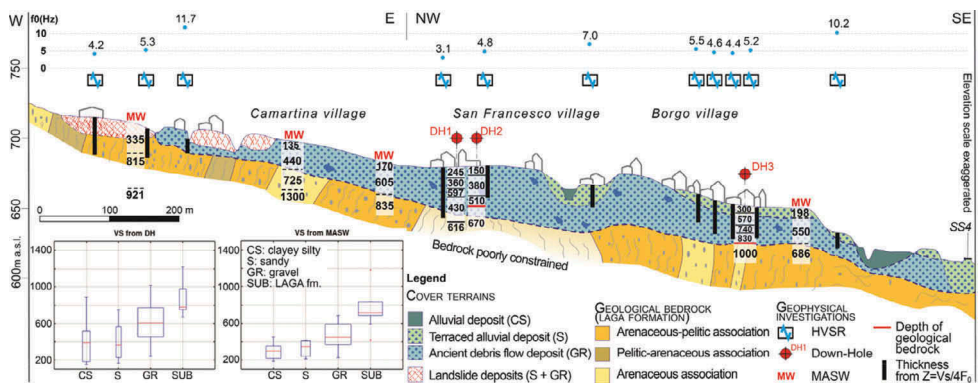 W f0(Hz) 11.7 E NW SE
10 10.2
5 4.2 5.3 3.1 4.8 7.0 5.5 4.6 4.4 5.2
0
750
Camartina village San Francesco village Borgo village
Elevation scale exaggerated
MW DH1 DH2
700 335 MW 135 MW DH3
815 440 170 245 150
360 380
725 605 597
921 1300 835 430 510 300 MW
650 616 670 570 198
740 550
830
0 100 200 m 1000 686 SS4
Bedrock poorly constrained
600m a.s.l.
VS from DH VS from MASW
1400 1400
CS: clayey silty
S: sandy
GR: gravel
SUB: LAGA fm.
1000 1000
600 600
200 200
CS S GR SUB CS S GR SUB
Legend
COVER TERRAINS
Alluvial deposit (CS)
Terraced alluvial deposit (S)
Ancient debris flow deposit (GR)
Landslide deposits (S + GR)
GEOLOGICAL BEDROCK
(LAGA FORMATION)
Arenaceous-pelitic association
Pelitic-arenaceous association
Arenaceous association
GEOPHYSICAL
INVESTIGATIONS
HVSR
DH1 Down-Hole
MW MASW
Depth of
geological
bedrock
Thickness
from Z=Vs/4F₀